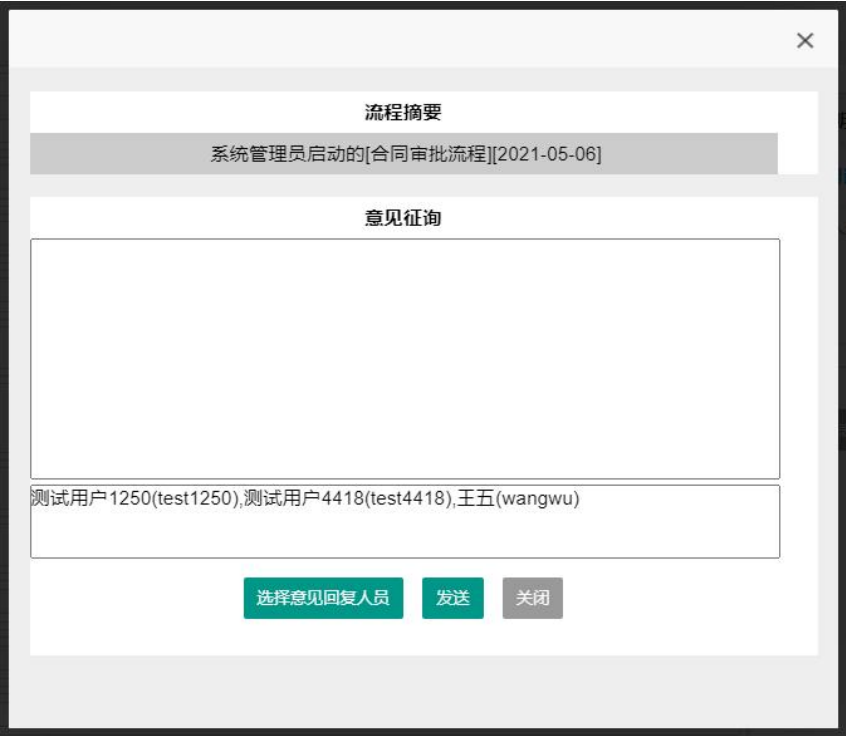 流程摘要
系统管理员启动的[合同审批流程][2021-05-06]
意见征询
测试用户1250(test1250),测试用户4418(test4418),王五(wangwu)
选择意见回复人员 发送 关闭